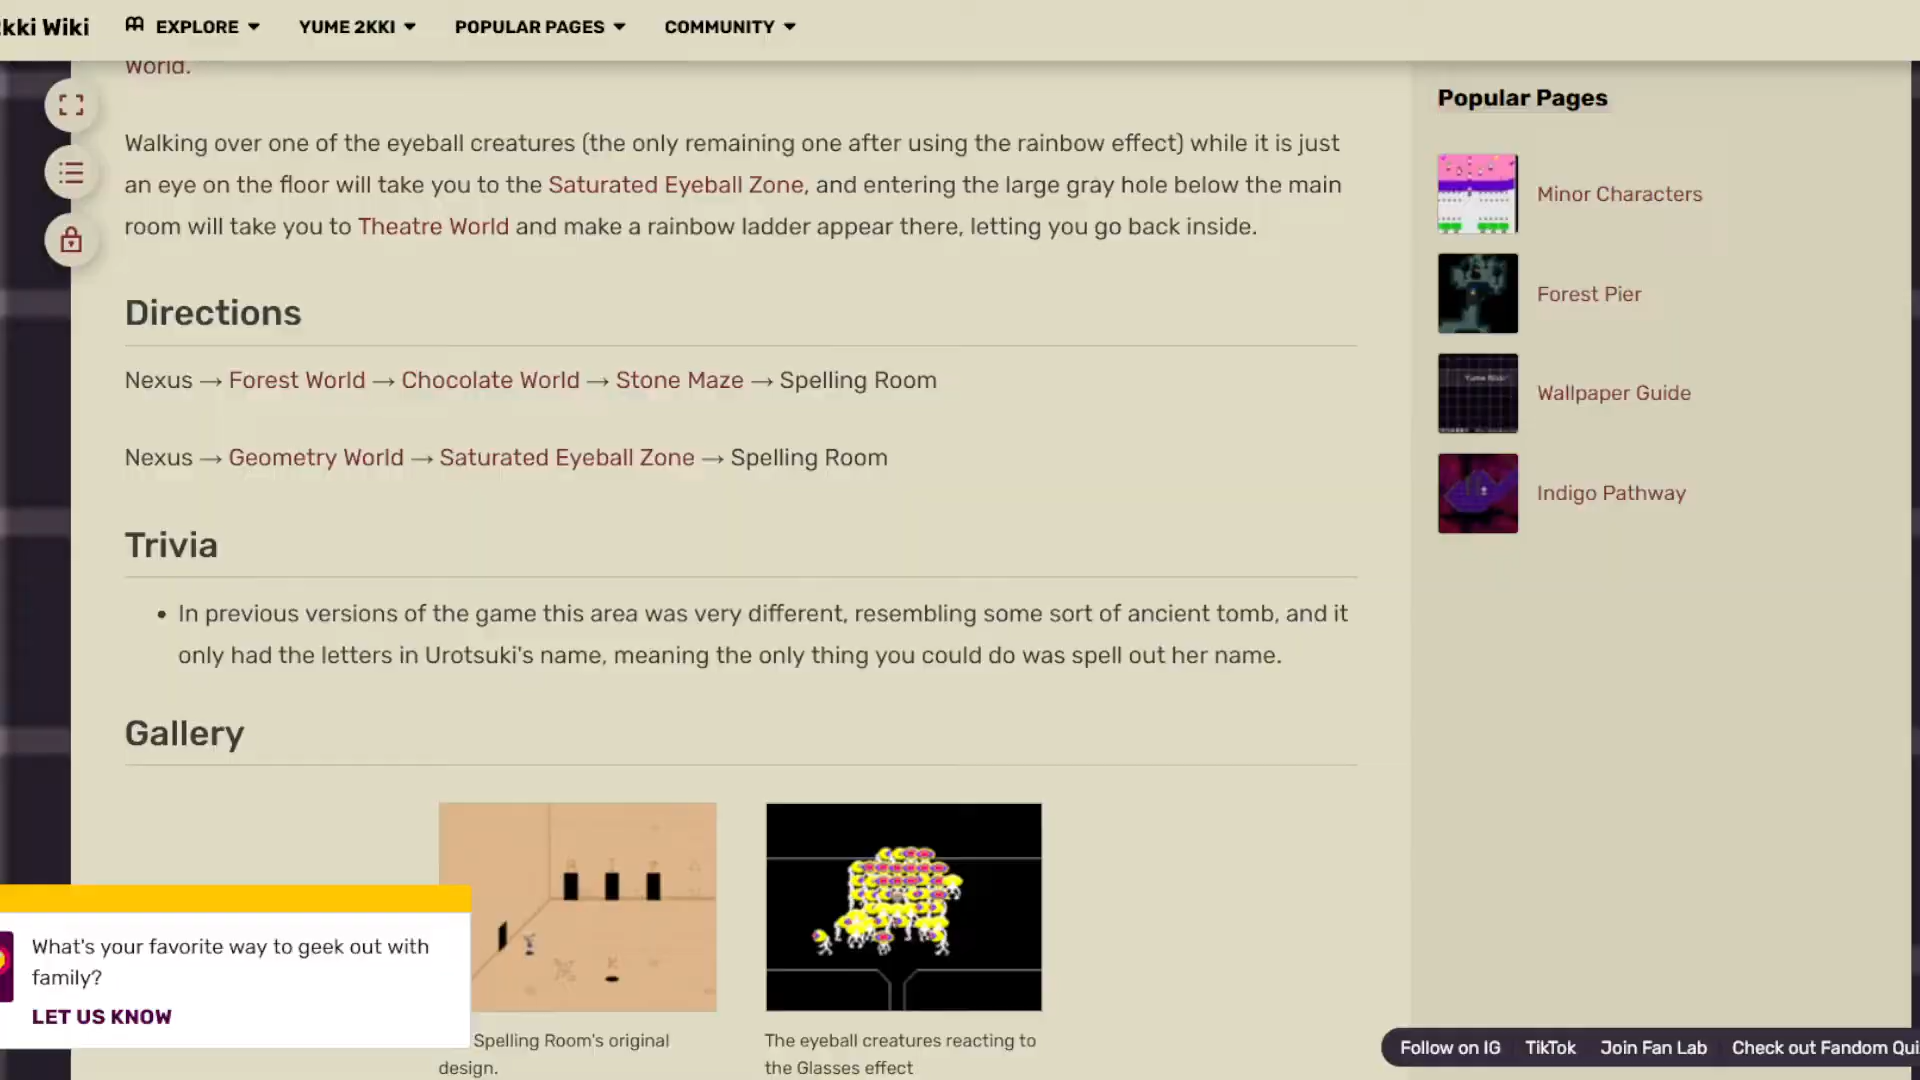 kki Wiki
EXPLORE
YUME 2KKI
POPULAR PAGES
COMMUNITY
World.
Walking over one of the eyeball creatures (the only remaining one after using the rainbow effect) while it is just
an eye on the floor will take you to the Saturated Eyeball Zone, and entering the large gray hole below the main
room will take you to Theatre World and make a rainbow ladder appear there, letting you go back inside.
Directions
Nexus → Forest World → Chocolate World → Stone Maze → Spelling Room
Nexus → Geometry World → Saturated Eyeball Zone → Spelling Room
Trivia
• In previous versions of the game this area was very different, resembling some sort of ancient tomb, and it
only had the letters in Urotsuki's name, meaning the only thing you could do was spell out her name.
Gallery
Spelling Room's original
design.
The eyeball creatures reacting to
the Glasses effect
Popular Pages
Minor Characters
Forest Pier
Wallpaper Guide
Indigo Pathway
What's your favorite way to geek out with
family?
LET US KNOW
Follow on IG
TikTok
Join Fan Lab
Check out Fandom Qui